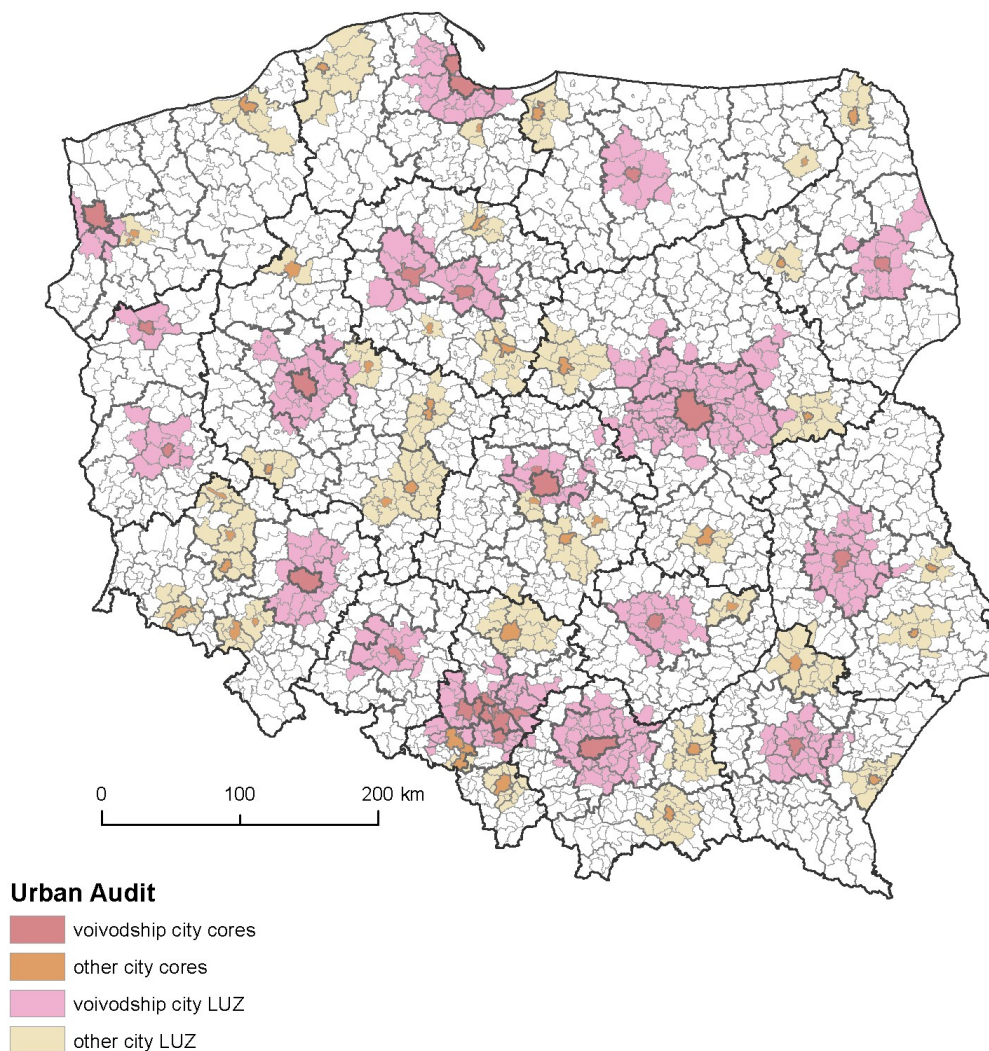 0 100 200 km
Urban Audit
voivodship city cores
other city cores
voivodship city LUZ
other city LUZ